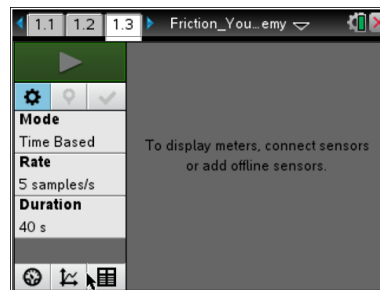 1.1 1.2 1.3 Friction_You…emy
Mode
Time Based
Rate
5 samples/s
Duration
40 s
To display meters, connect sensors
or add offline sensors.